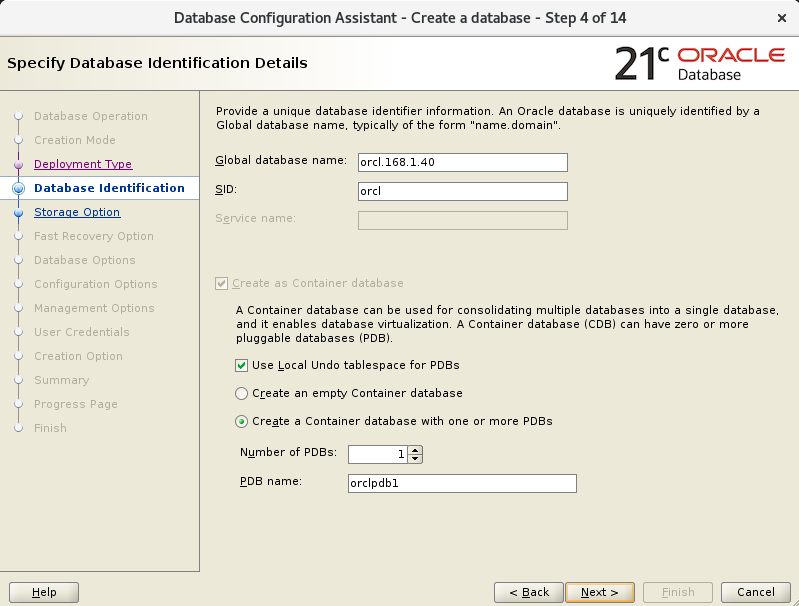 Database Configuration Assistant - Create a database - Step 4 of 14
Specify Database Identification Details
21c ORACLE
Database
Database Operation
Creation Mode
Deployment Type
Database Identification
Storage Option
Fast Recovery Option
Database Options
Configuration Options
Management Options
User Credentials
Creation Option
Summary
Progress Page
Finish
Provide a unique database identifier information. An Oracle database is uniquely identified by a
Global database name, typically of the form "name.domain".
Global database name: orcl.168.1.40
SID: orcl
Service name:
Create as Container database
A Container database can be used for consolidating multiple databases into a single database,
and it enables database virtualization. A Container database (CDB) can have zero or more
pluggable databases (PDB).
Use Local Undo tablespace for PDBs
Create an empty Container database
Create a Container database with one or more PDBs
Number of PDBs: 1
PDB name: orclpdb1
Help
< Back
Next >
Finish
Cancel